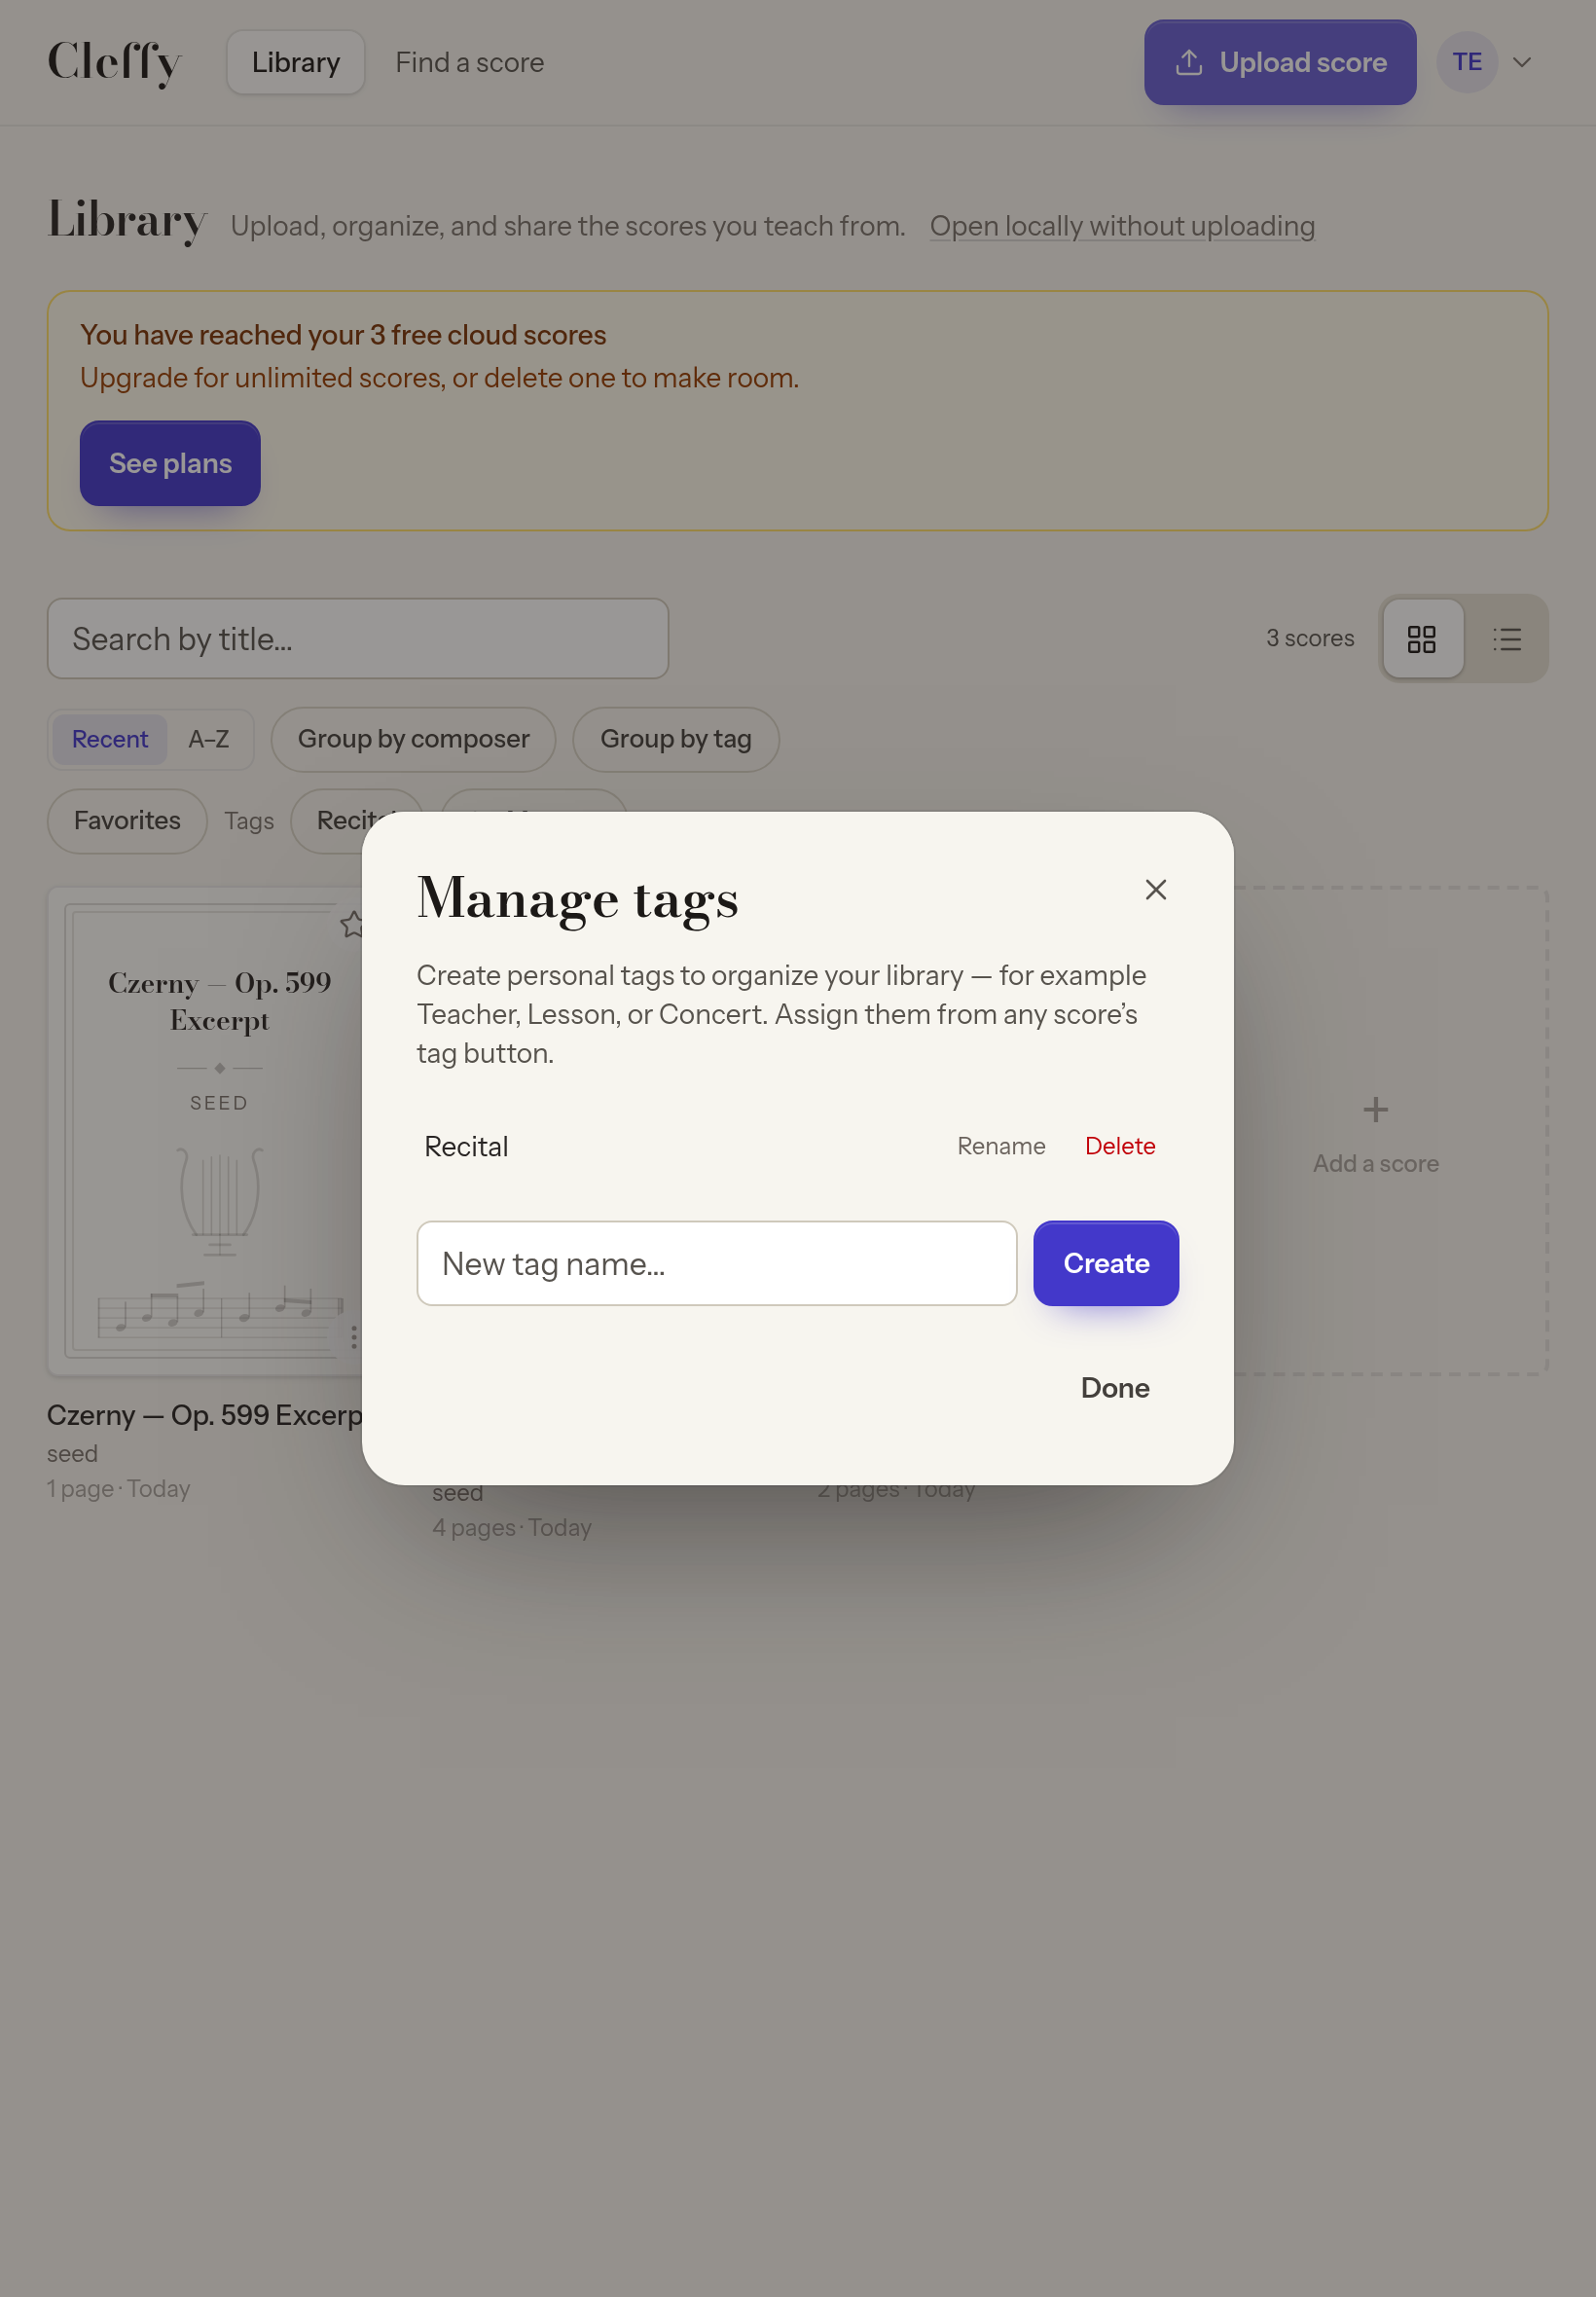 Cleffy
Library
Find a score
Upload score
TE
Library
Upload, organize, and share the scores you teach from.
Open locally without uploading
You have reached your 3 free cloud scores
Upgrade for unlimited scores, or delete one to make room.
See plans
Search by title...
3 scores
Recent
A–Z
Group by composer
Group by tag
Favorites
Tags
Manage tags
Create personal tags to organize your library — for example
Teacher, Lesson, or Concert. Assign them from any score’s
tag button.
Recital
Rename
Delete
New tag name...
Create
Done
Czerny — Op. 599
Excerpt
SEED
Czerny — Op. 599 Excerp
seed
1 page · Today
seed
4 pages · Today
2 pages · Today
+
Add a score